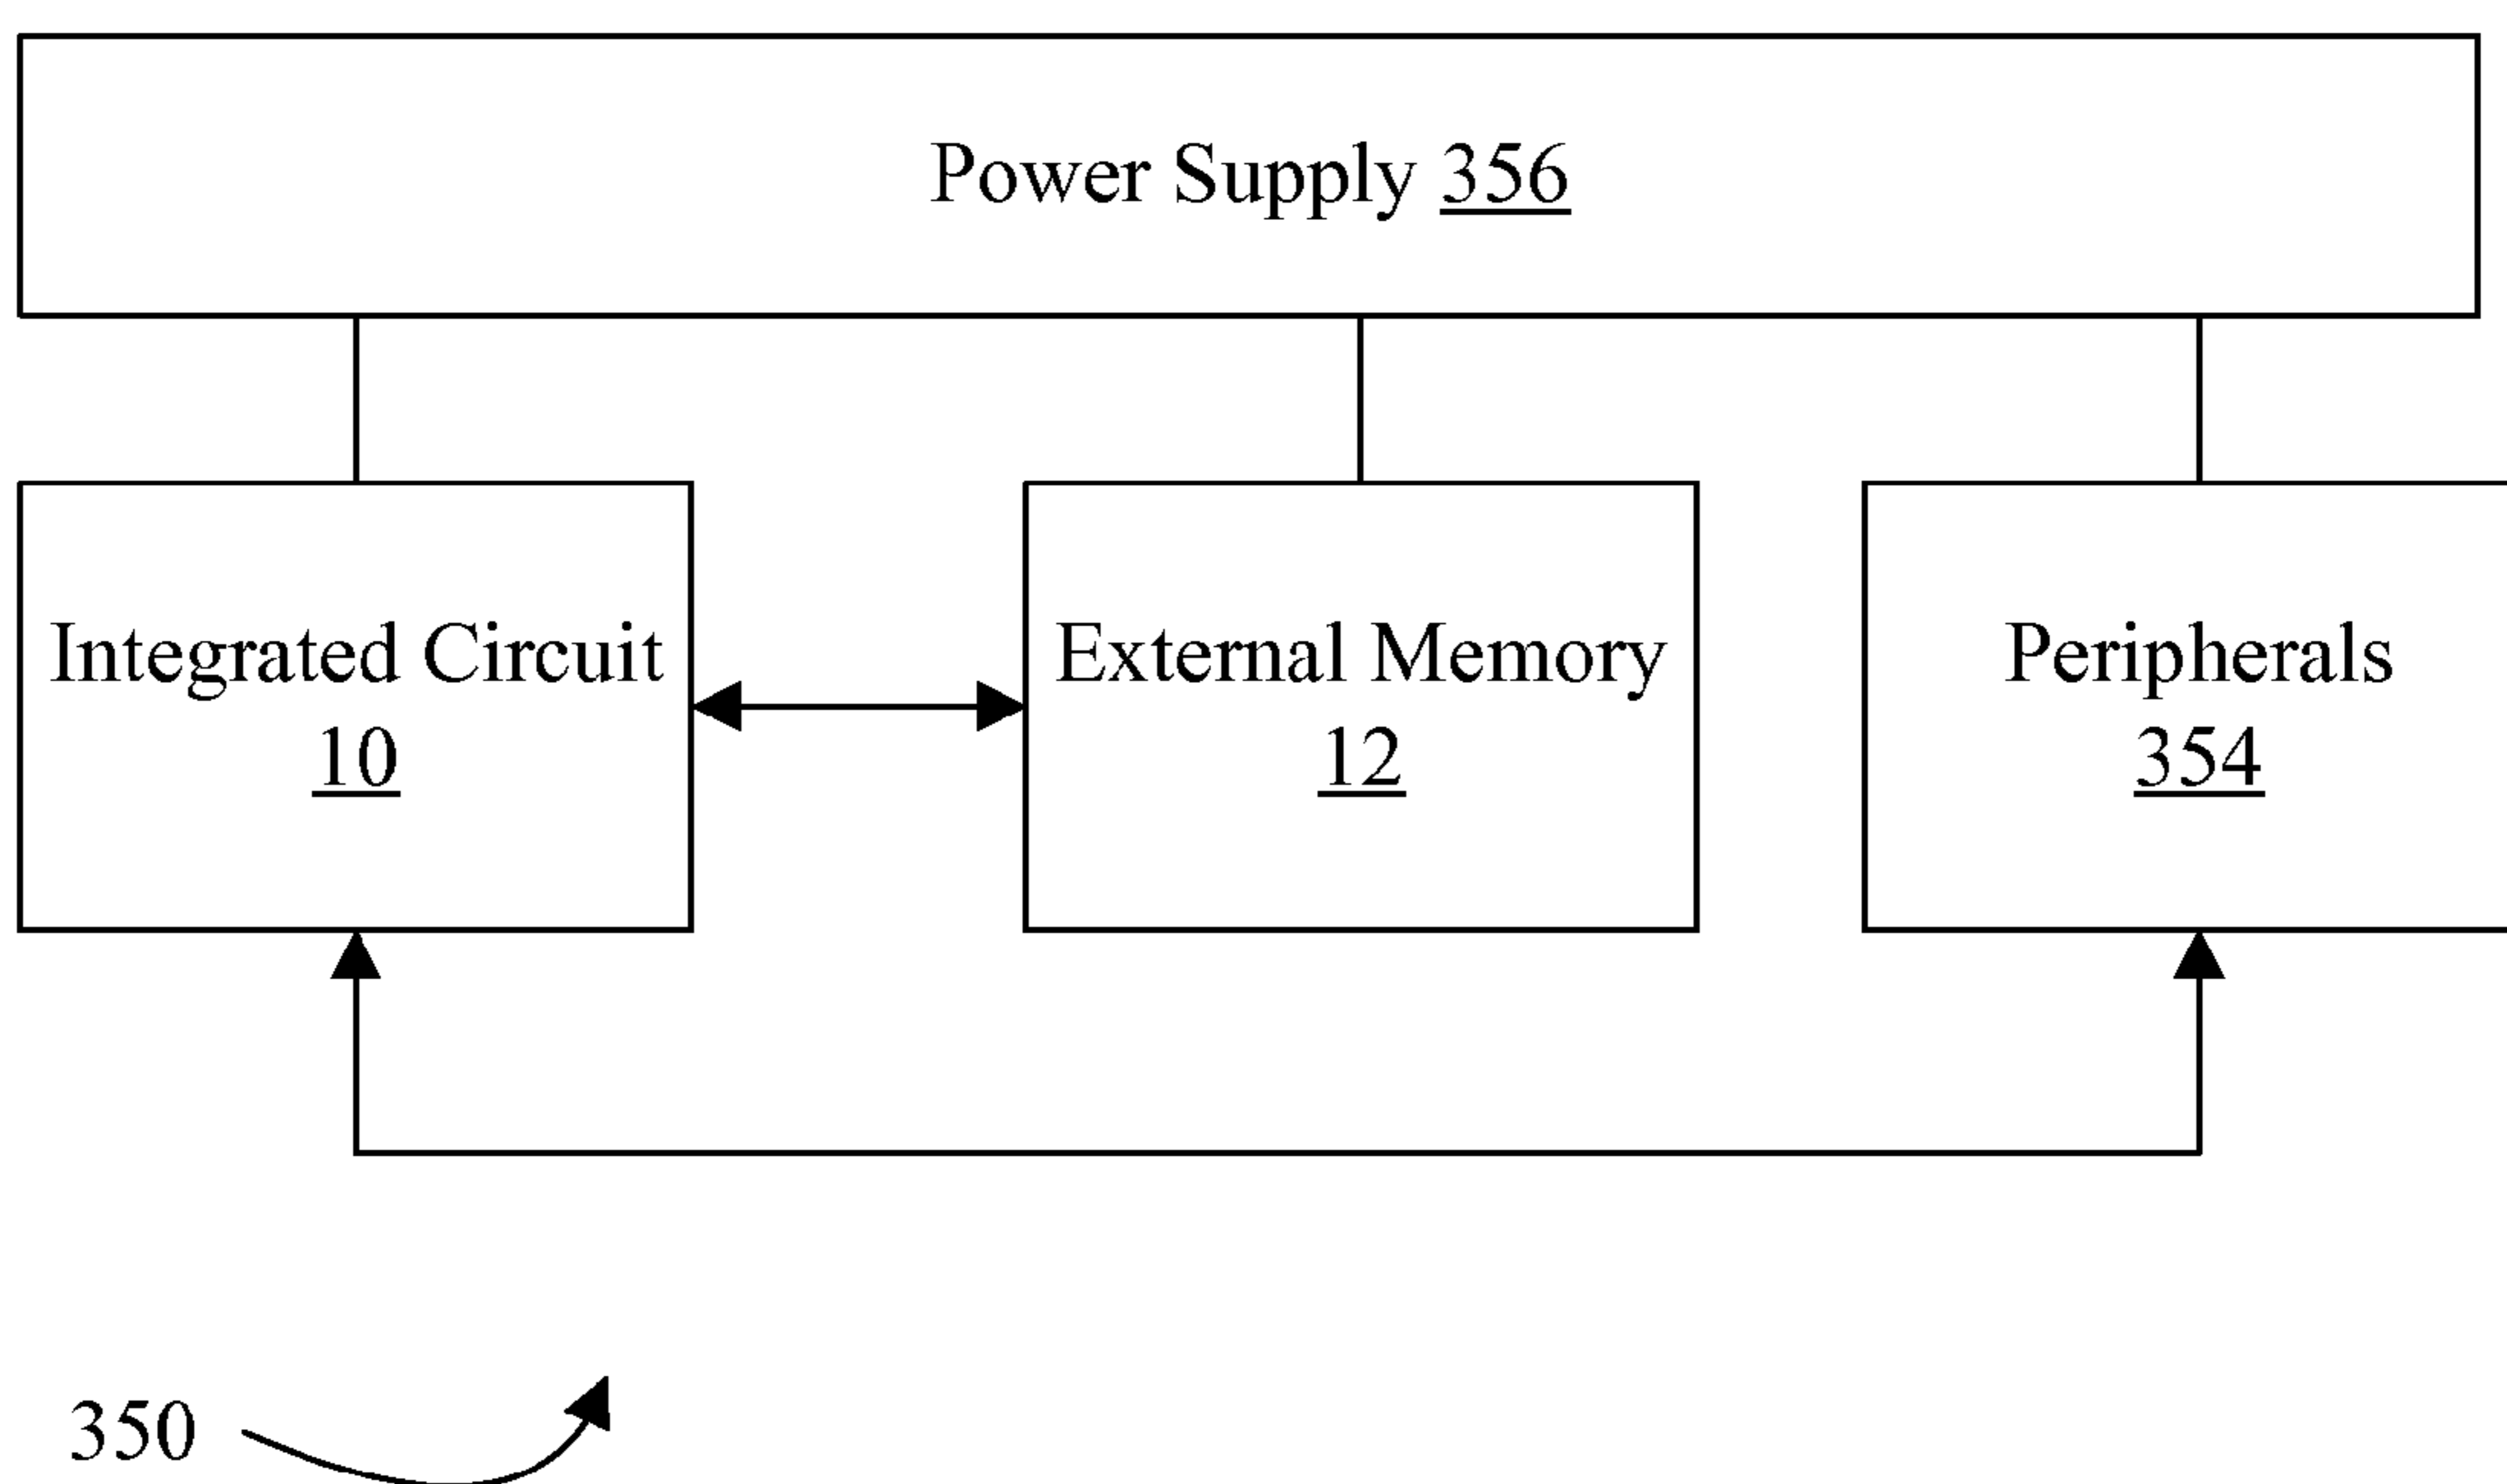 Power Supply 356
Integrated Circuit
10
External Memory
12
Peripherals
354
350